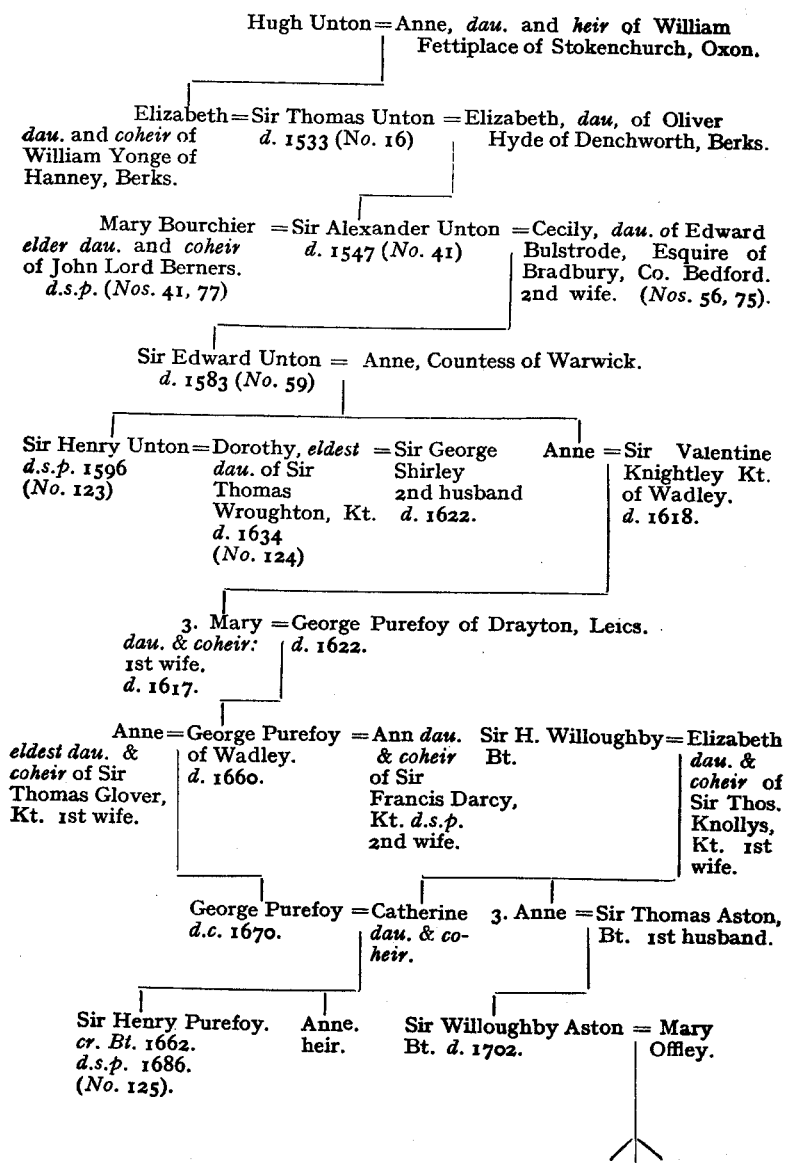 Hugh Unton = Anne, dau. and heir of William
Fettiplace of Stokenchurch, Oxon.
Elizabeth = Sir Thomas Unton = Elizabeth, dau, of Oliver
dau. and coheir of d. 1533 (No. 16) Hyde of Denchworth, Berks.
William Yonge of
Hanney, Berks.
Mary Bourchier = Sir Alexander Unton = Cecily, dau. of Edward
elder dau. and coheir d. 1547 (No. 41) Bulstrode, Esquire of
of John Lord Berners. Bradbury, Co. Bedford.
d.s.p. (Nos. 41, 77) 2nd wife. (Nos. 56, 75).
Sir Edward Unton = Anne, Countess of Warwick.
d. 1583 (No. 59)
Sir Henry Unton = Dorothy, eldest = Sir George Anne = Sir Valentine
d.s.p. 1596 dau. of Sir Shirley Knightley Kt.
(No. 123) Thomas 2nd husband of Wadley.
Wroughton, Kt. d. 1622. d. 1618.
d. 1634
(No. 124)
3. Mary = George Purefoy of Drayton, Leics.
dau. & coheir: d. 1622.
1st wife.
d. 1617.
Anne = George Purefoy = Ann dau. Sir H. Willoughby = Elizabeth
eldest dau. & of Wadley. & coheir Bt. dau. &
coheir of Sir d. 1660. of Sir coheir of
Thomas Glover, Francis Darcy, Sir Thos.
Kt. 1st wife. Kt. d.s.p. Knollys,
2nd wife. Kt. 1st
wife.
George Purefoy = Catherine 3. Anne = Sir Thomas Aston,
d.c. 1670. dau. & co- Bt. 1st husband.
heir.
Sir Henry Purefoy. Anne. Sir Willoughby Aston = Mary
cr. Bt. 1662. heir. Bt. d. 1702. Offley.
d.s.p. 1686.
(No. 125).